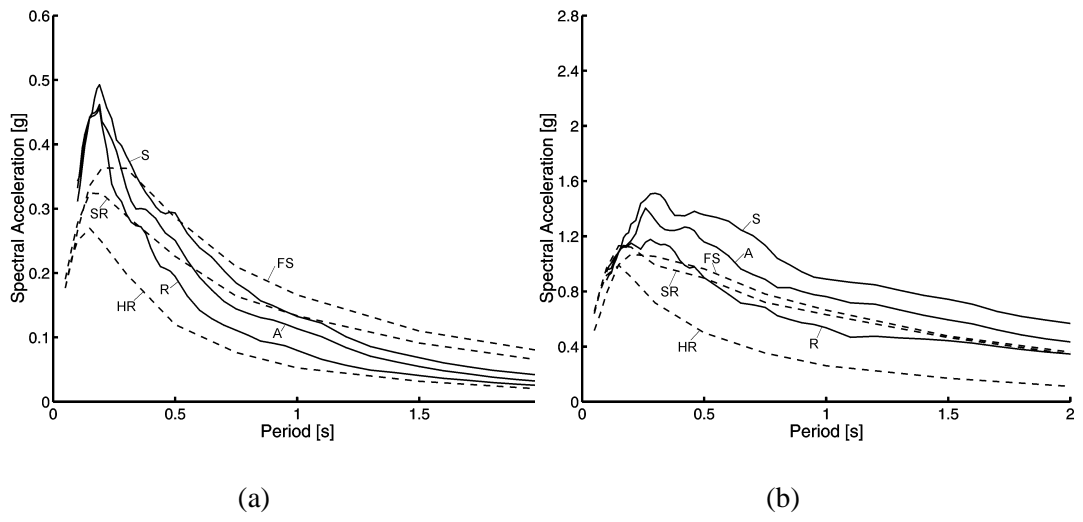 0.6
0.5
0.4
0.3
0.2
0.1
0
Spectral Acceleration [g]
S
SR
FS
HR
R
A
0 0.5 1 1.5
Period [s]
(a)
2.8
2.4
2
1.6
1.2
0.8
0.4
0
Spectral Acceleration [g]
S
A
FS
SR
HR
R
0 0.5 1 1.5 2
Period [s]
(b)